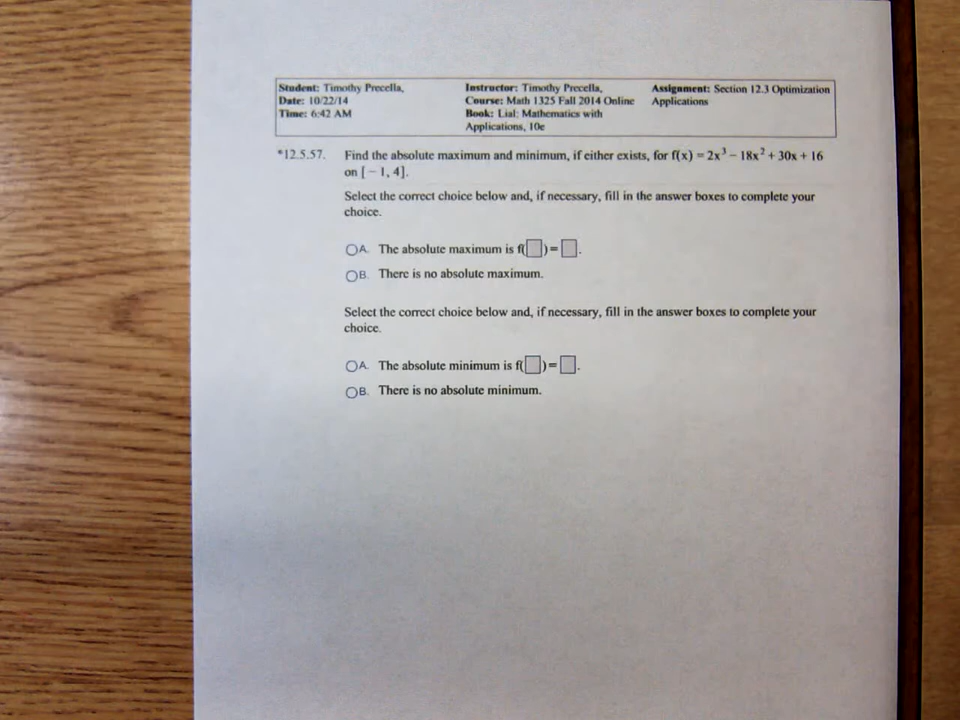 Student: Timothy Precella,
Date: 10/22/14
Time: 6:42 AM
Instructor: Timothy Precella,
Course: Math 1325 Fall 2014 Online
Book: Lial: Mathematics with
Applications, 10e
Assignment: Section 12.3 Optimization
Applications
*12.5.57. Find the absolute maximum and minimum, if either exists, for f(x) = 2x³ − 18x² + 30x + 16
on [ − 1, 4].
Select the correct choice below and, if necessary, fill in the answer boxes to complete your
choice.
A. The absolute maximum is f( ) = .
B. There is no absolute maximum.
Select the correct choice below and, if necessary, fill in the answer boxes to complete your
choice.
A. The absolute minimum is f( ) = .
B. There is no absolute minimum.